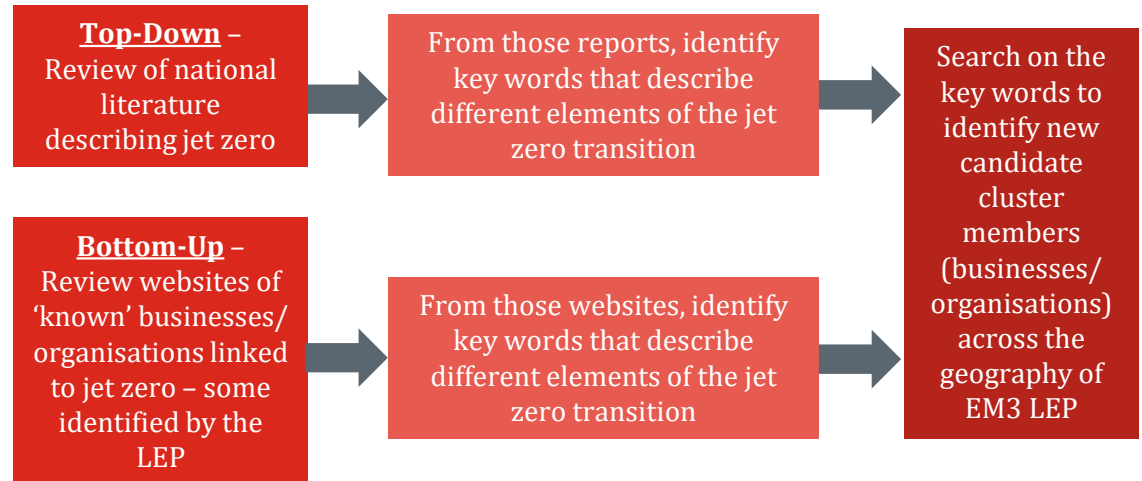 Top-Down –
Review of national
literature
describing jet zero
From those reports, identify
key words that describe
different elements of the jet
zero transition
Search on the
key words to
identify new
candidate
cluster
members
(businesses/
organisations)
across the
geography of
EM3 LEP
Bottom-Up –
Review websites of
‘known’ businesses/
organisations linked
to jet zero – some
identified by the
LEP
From those websites, identify
key words that describe
different elements of the jet
zero transition